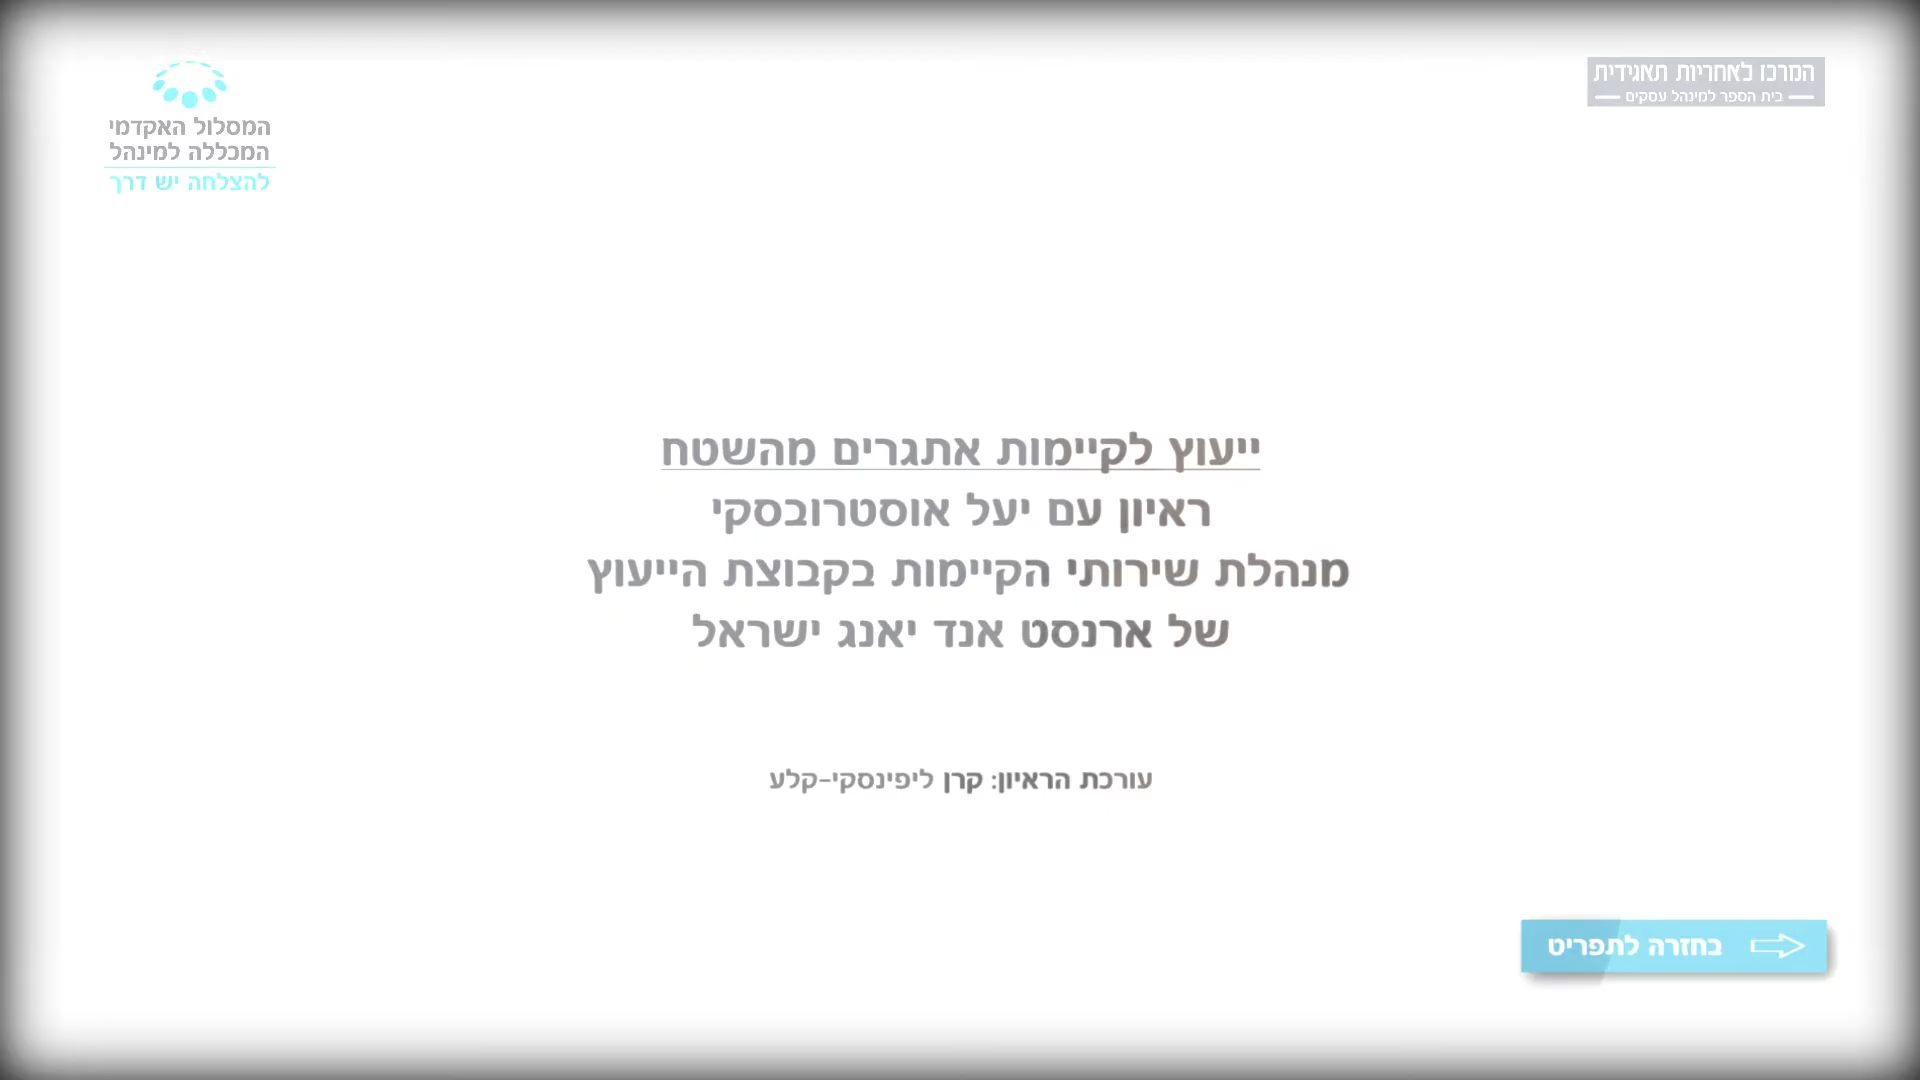 המרכז לאחריות תאגידית
בית הספר למינהל עסקים
המסלול האקדמי
המכללה למינהל
להצלחה יש דרך
ייעוץ לקיימות אתגרים מהשטח
ראיון עם יעל אוסטרובסקי
מנהלת שירותי הקיימות בקבוצת הייעוץ
של ארנסט אנד יאנג ישראל
עורכת הראיון: קרן ליפינסקי-קלע
בחזרה לתפריט